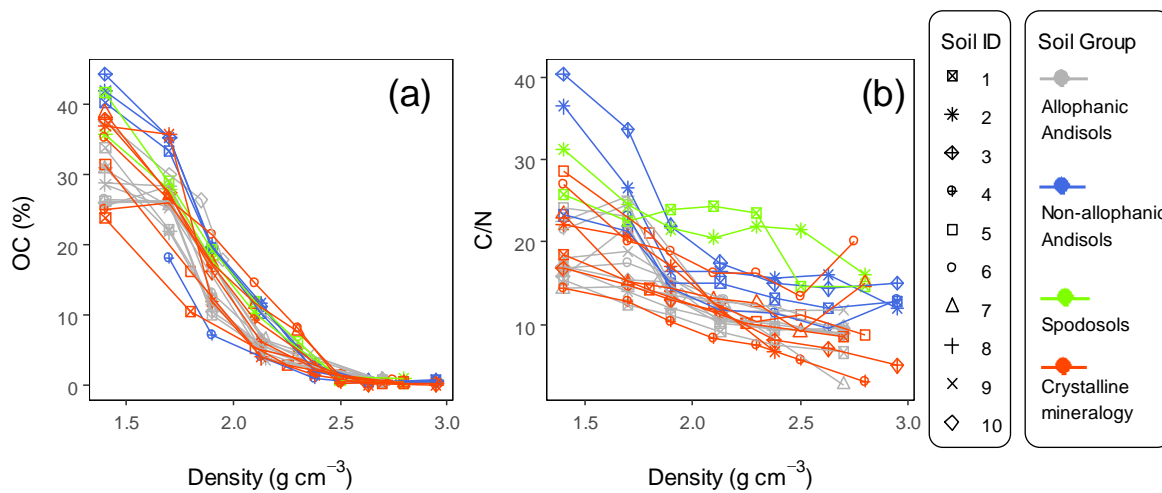 (a)
OC (%)
40
30
20
10
0
1.5 2.0 2.5 3.0
Density (g cm⁻³)
(b)
C/N
40
30
20
10
1.5 2.0 2.5 3.0
Density (g cm⁻³)
Soil ID
1
2
3
4
5
6
7
8
9
10
Soil Group
Allophanic
Andisols
Non-allophanic
Andisols
Spodosols
Crystalline
mineralogy